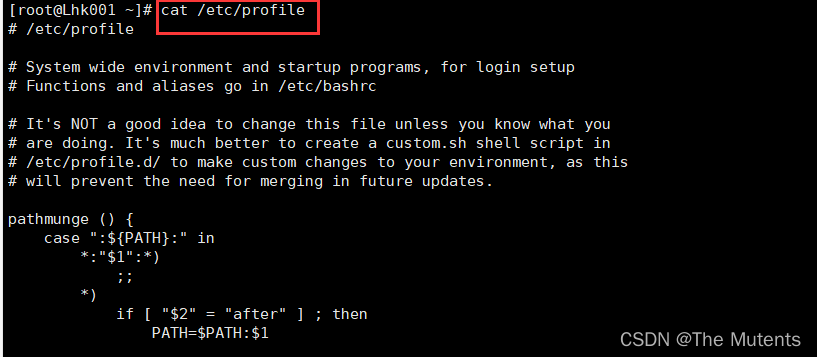 [root@Lhk001 ~]# cat /etc/profile
# /etc/profile

# System wide environment and startup programs, for login setup
# Functions and aliases go in /etc/bashrc

# It's NOT a good idea to change this file unless you know what you
# are doing. It's much better to create a custom.sh shell script in
# /etc/profile.d/ to make custom changes to your environment, as this
# will prevent the need for merging in future updates.

pathmunge () {
    case ":${PATH}:" in
        *:"$1":*)
            ;;
        *)
            if [ "$2" = "after" ] ; then
                PATH=$PATH:$1
CSDN @The Mutents